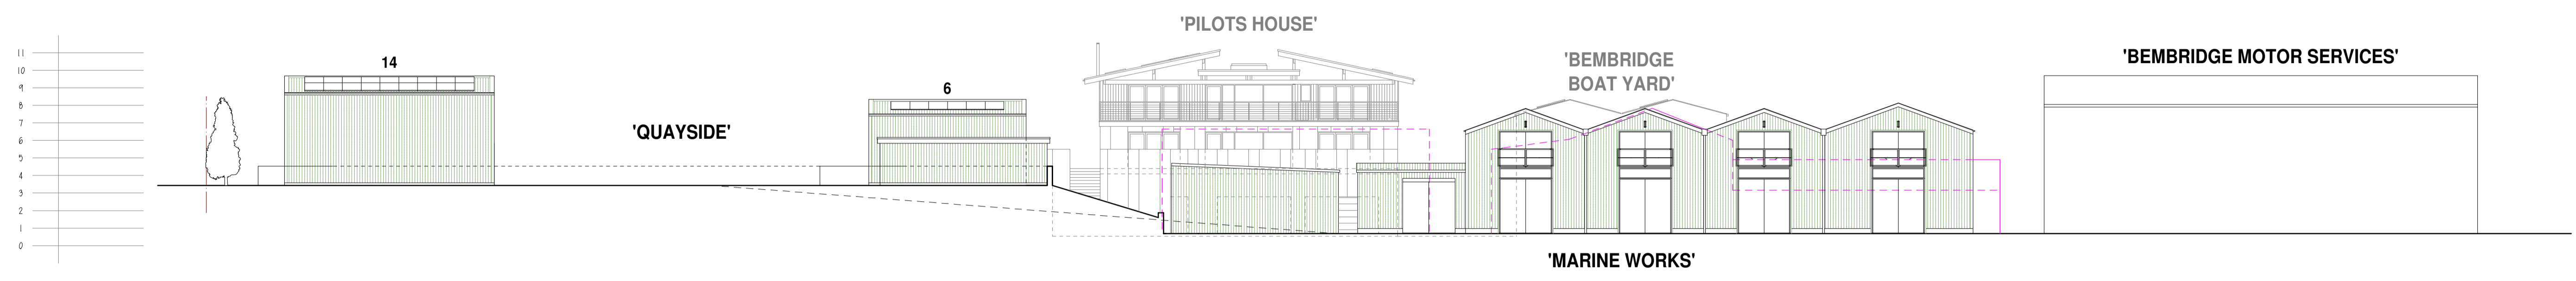 'PILOTS HOUSE'
'BEMBRIDGE
BOAT YARD'
'BEMBRIDGE MOTOR SERVICES'
14
6
'QUAYSIDE'
'MARINE WORKS'
11
10
9
8
7
6
5
4
3
2
1
0